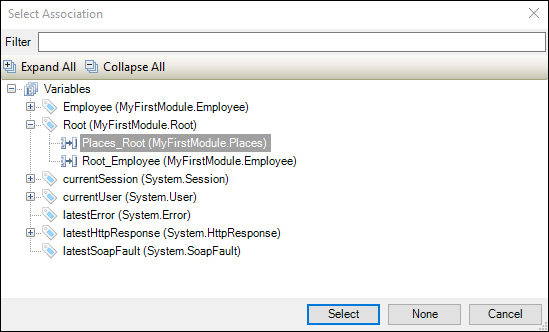 Select Association
Filter
Expand All Collapse All
Variables
Employee (MyFirstModule.Employee)
Root (MyFirstModule.Root)
Places_Root (MyFirstModule.Places)
Root_Employee (MyFirstModule.Employee)
currentSession (System.Session)
currentUser (System.User)
latestError (System.Error)
latestHttpResponse (System.HttpResponse)
latestSoapFault (System.SoapFault)
Select None Cancel